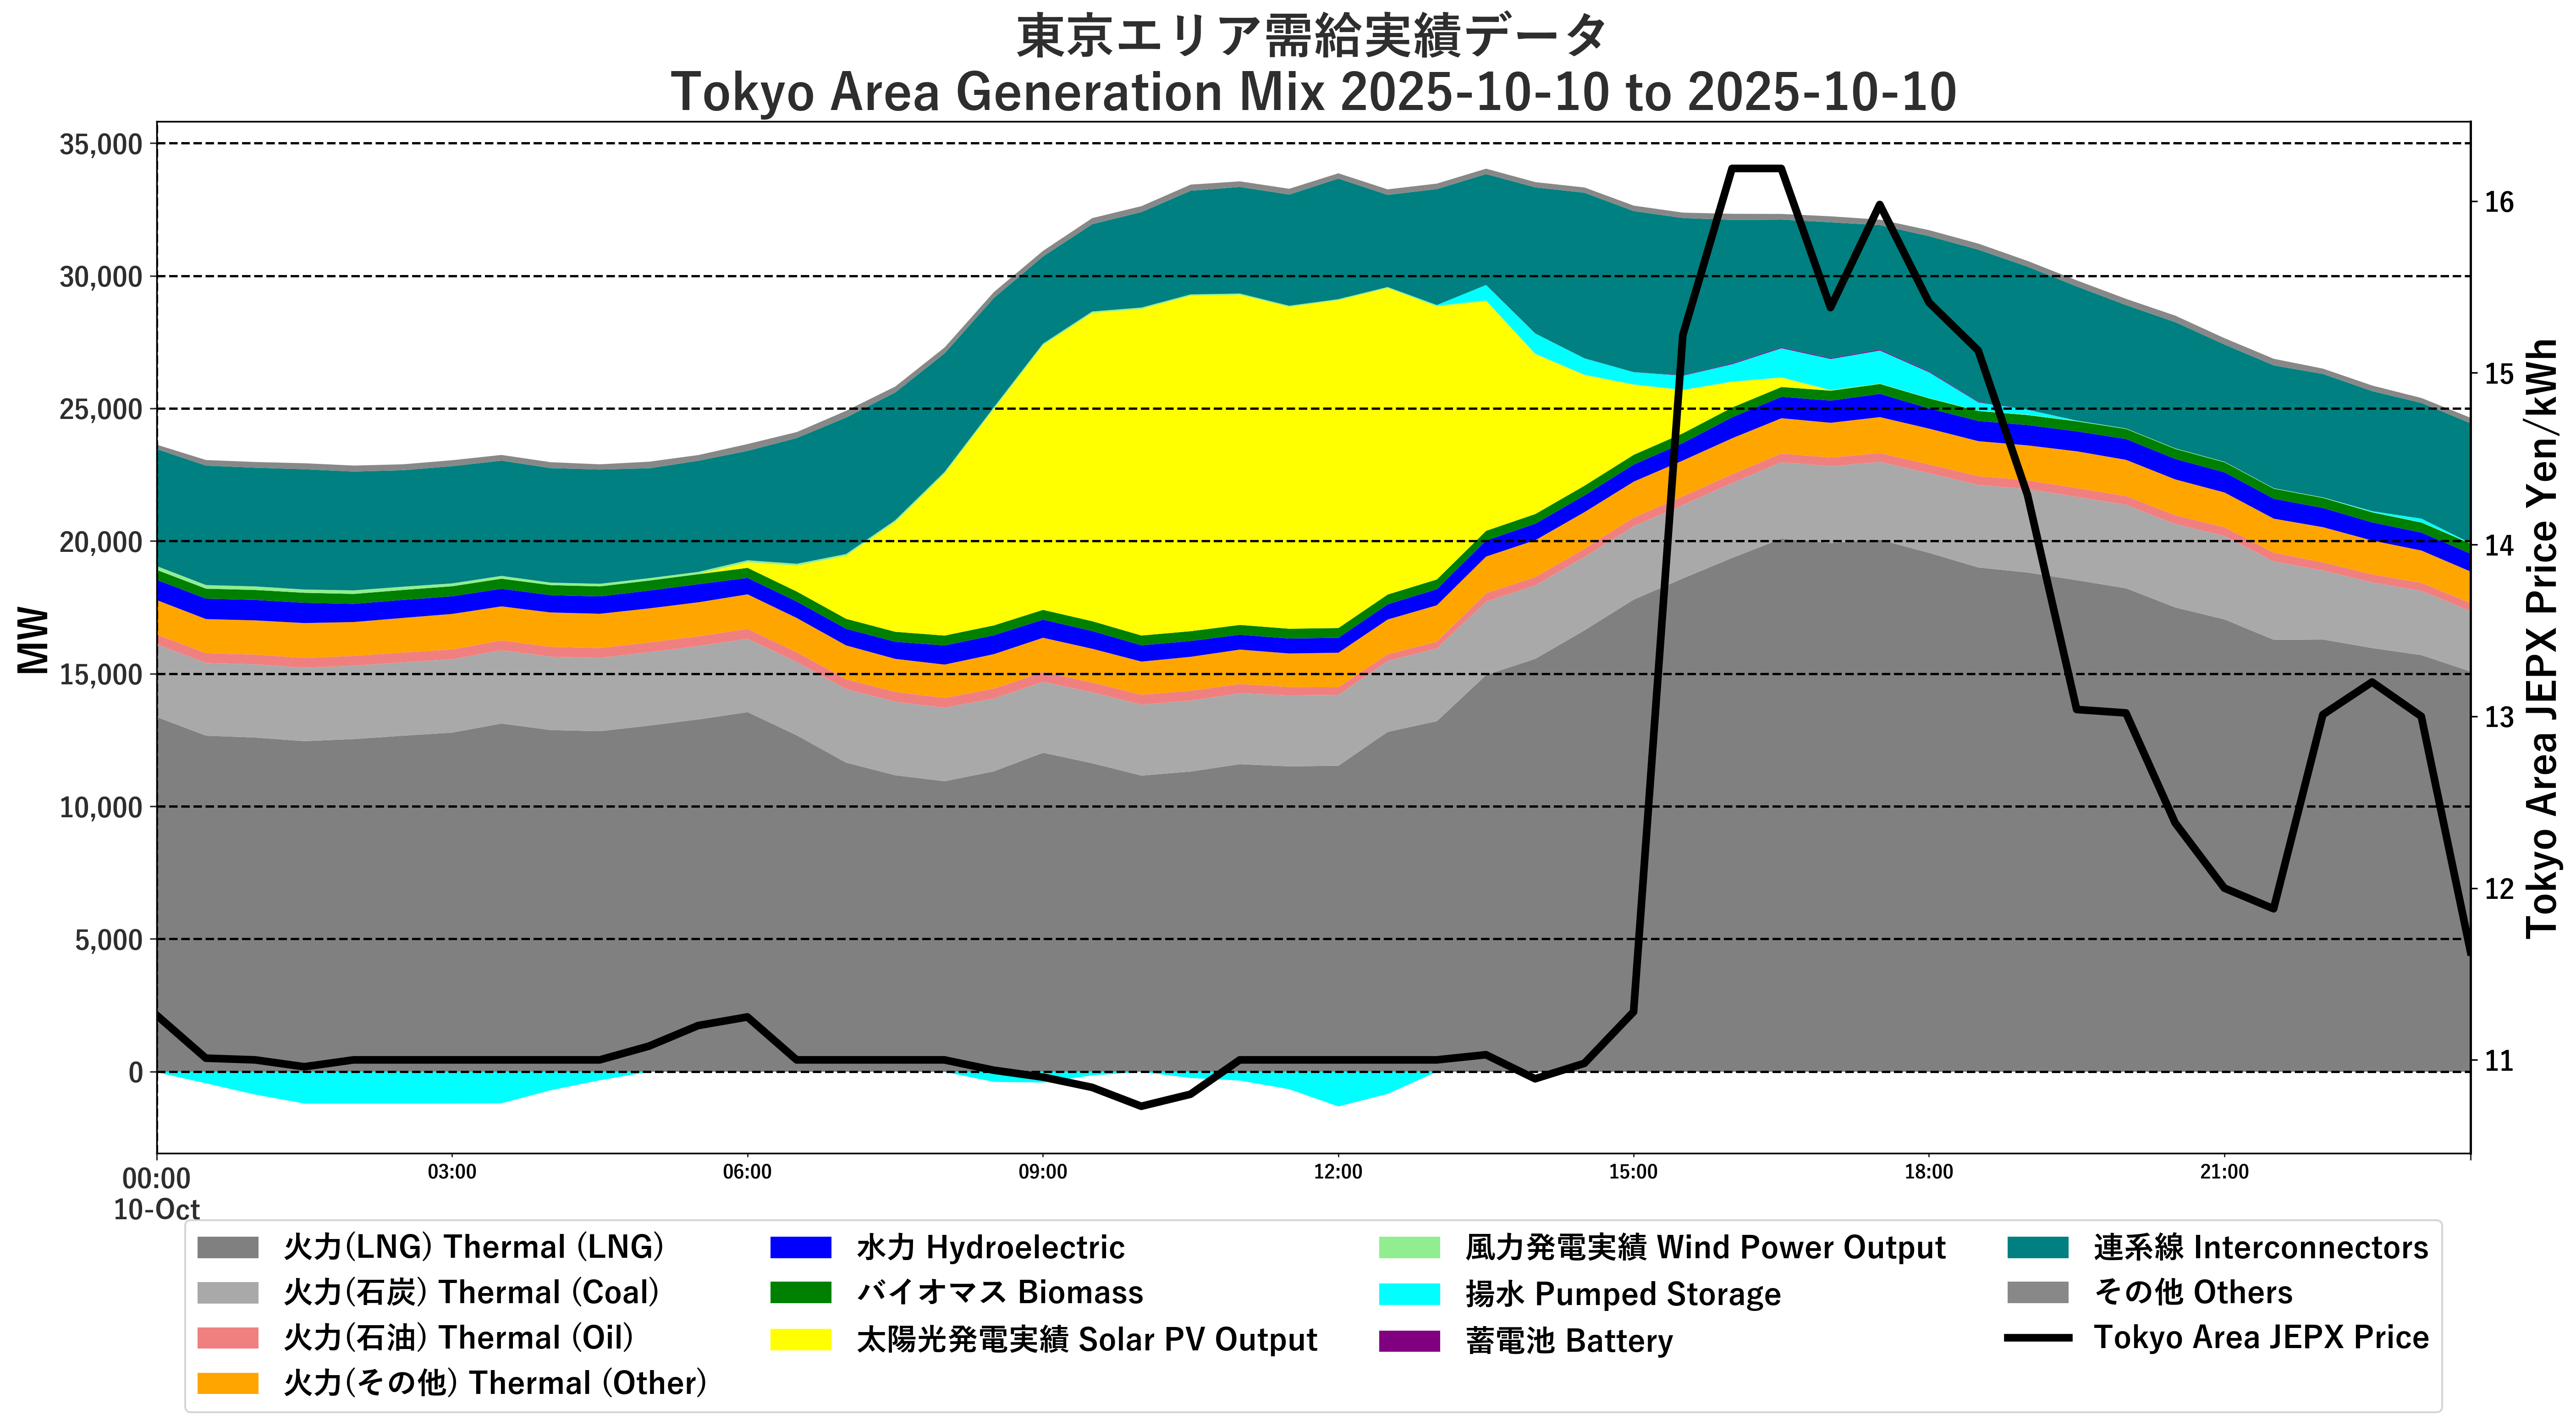 東京エリア需給実績データ
Tokyo Area Generation Mix 2025-10-10 to 2025-10-10
MW
35,000
30,000
25,000
20,000
15,000
10,000
5,000
0
16
15
14
13
12
11
Tokyo Area JEPX Price Yen/kWh
00:00
10-Oct
03:00
06:00
09:00
12:00
15:00
18:00
21:00
火力(LNG) Thermal (LNG)
火力(石炭) Thermal (Coal)
火力(石油) Thermal (Oil)
火力(その他) Thermal (Other)
水力 Hydroelectric
バイオマス Biomass
太陽光発電実績 Solar PV Output
風力発電実績 Wind Power Output
揚水 Pumped Storage
蓄電池 Battery
連系線 Interconnectors
その他 Others
Tokyo Area JEPX Price